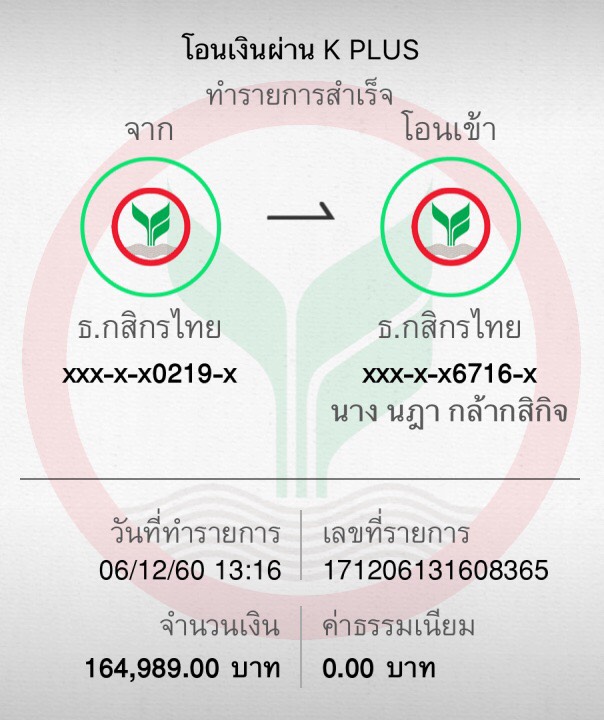 โอนเงินผ่าน K PLUS
ทำรายการสำเร็จ
จาก
โอนเข้า
ธ.กสิกรไทย
ธ.กสิกรไทย
xxx-x-x0219-x
xxx-x-x6716-x
นาง นฎา กล้ากสิกิจ
วันที่ทำรายการ
เลขที่รายการ
06/12/60 13:16
171206131608365
จำนวนเงิน
ค่าธรรมเนียม
164,989.00 บาท
0.00 บาท